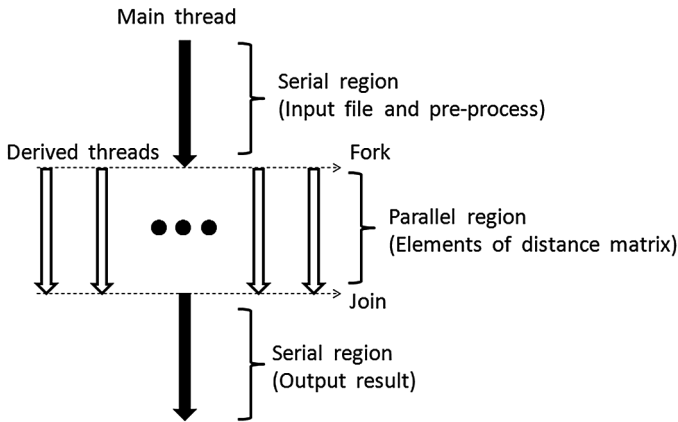 Main thread
Serial region
(Input file and pre-process)
Derived threads
Fork
Parallel region
(Elements of distance matrix)
Join
Serial region
(Output result)